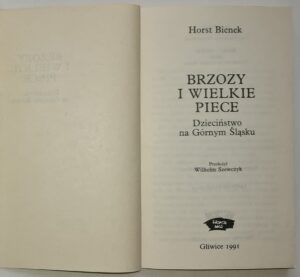 Horst Bienek
BRZOZY
I WIELKIE
PIECE
Dzieciństwo
na Górnym Śląsku
Przełożył
Wilhelm Szewczyk
Gliwice 1991